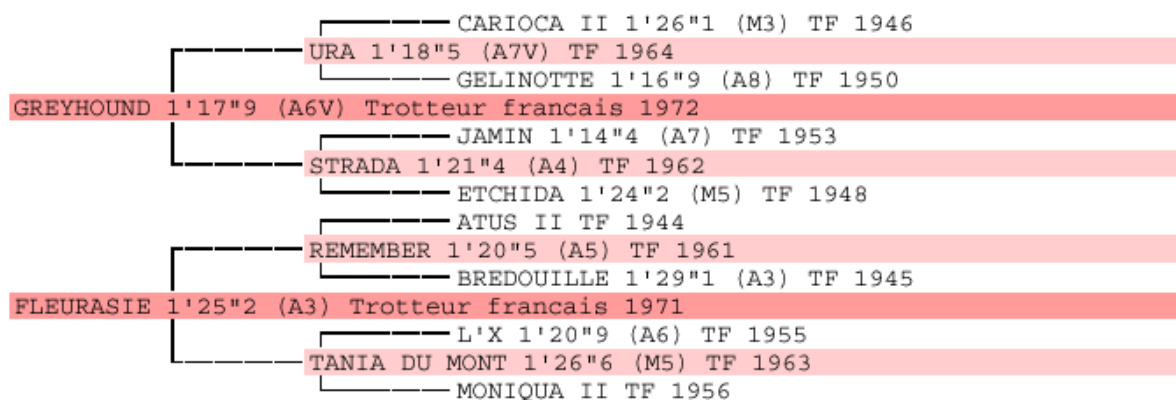 CARIOCA II 1'26"1 (M3) TF 1946
URA 1'18"5 (A7V) TF 1964
GELINOTTE 1'16"9 (A8) TF 1950
GREYHOUND 1'17"9 (A6V) Trotteur francais 1972
JAMIN 1'14"4 (A7) TF 1953
STRADA 1'21"4 (A4) TF 1962
ETCHIDA 1'24"2 (M5) TF 1948
ATUS II TF 1944
REMEMBER 1'20"5 (A5) TF 1961
BREDOUILLE 1'29"1 (A3) TF 1945
FLEURASIE 1'25"2 (A3) Trotteur francais 1971
L'X 1'20"9 (A6) TF 1955
TANIA DU MONT 1'26"6 (M5) TF 1963
MONIQUA II TF 1956